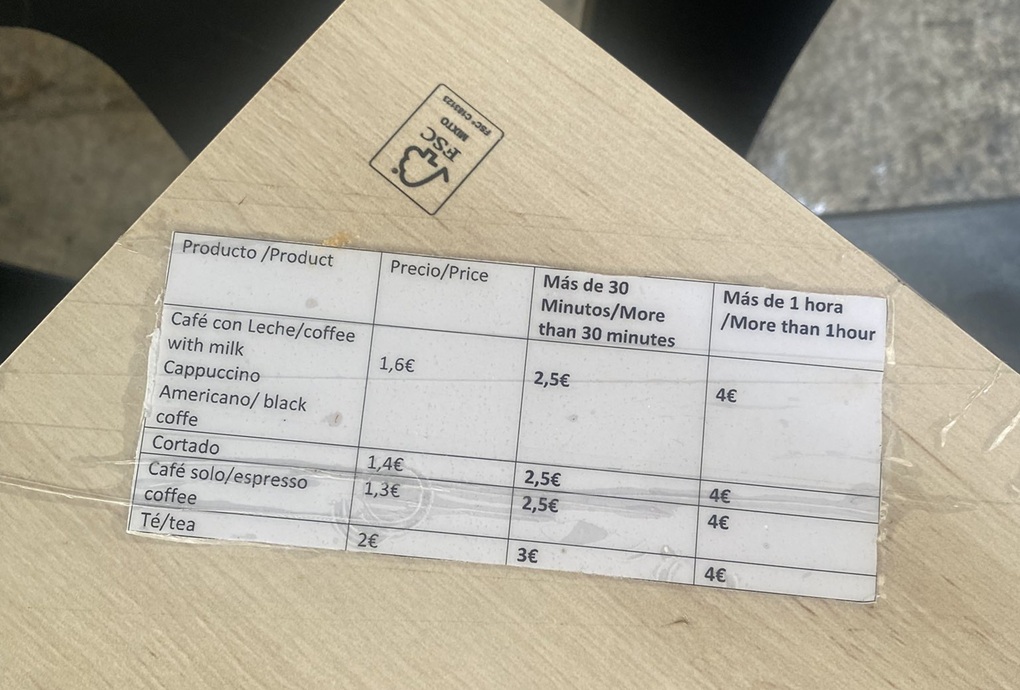 FSC
MIXTO
FSC® C183123
Producto /Product
Precio/Price
Más de 30
Minutos/More
than 30 minutes
Más de 1 hora
/More than 1hour
Café con Leche/coffee
with milk
Cappuccino
Americano/ black
coffe
1,6€
2,5€
4€
Cortado
1,4€
2,5€
4€
Café solo/espresso
coffee
1,3€
2,5€
4€
Té/tea
2€
3€
4€